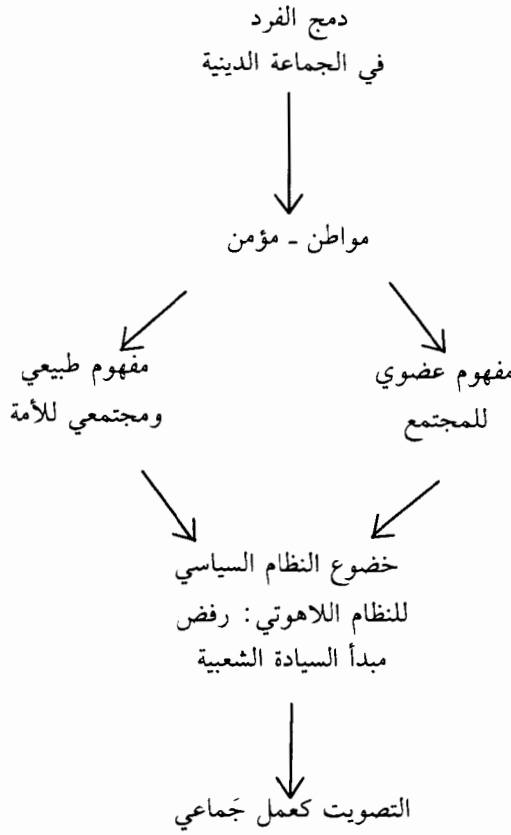 دمج الفرد
في الجماعة الدينية
مواطن ـ مؤمن
مفهوم عضوي
للمجتمع
مفهوم طبيعي
ومجتمعي للأمة
خضوع النظام السياسي
للنظام اللاهوتي: رفض
مبدأ السيادة الشعبية
التصويت كعمل جَماعي